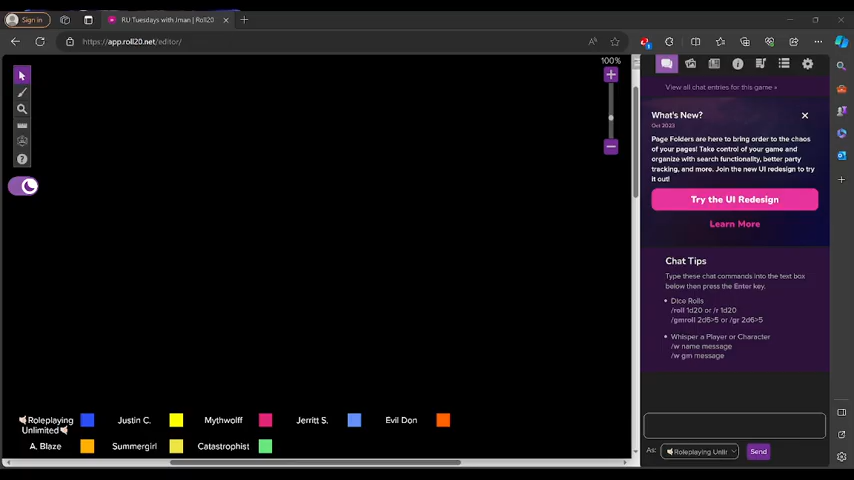 Sign in
RU Tuesdays with Jman | Roll20
https://app.roll20.net/editor/
100%
View all chat entries for this game »
What's New?
Oct 2023
Page Folders are here to bring order to the chaos
of your pages! Take control of your game and
organize with search functionality, better party
tracking, and more. Join the new UI redesign to try
it out!
Try the UI Redesign
Learn More
Chat Tips
Type these chat commands into the text box
below then press the Enter key.
• Dice Rolls
/roll 1d20 or /r 1d20
/gmroll 2d6>5 or /gr 2d6>5
• Whisper a Player or Character
/w name message
/w gm message
Roleplaying
Unlimited
Justin C.
Mythwolff
Jerritt S.
Evil Don
A. Blaze
Summergirl
Catastrophist
As:
Roleplaying Unlir
Send